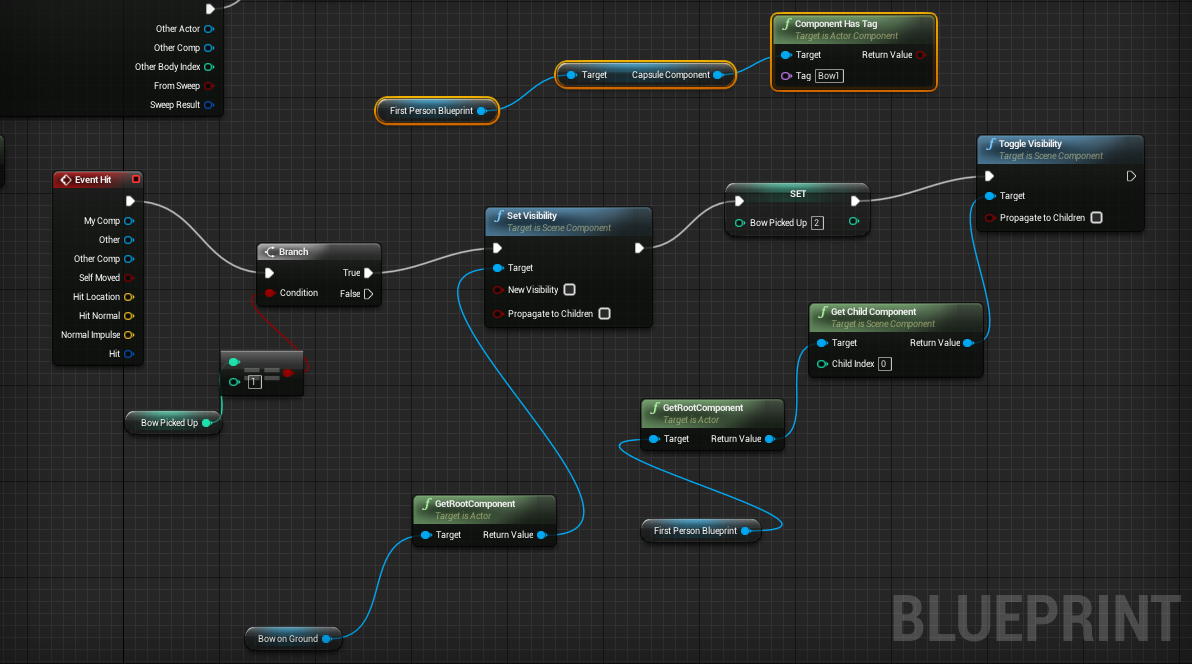 Other Actor
Other Comp
Other Body Index
From Sweep
Sweep Result
Component Has Tag
Target is Actor Component
Target
Return Value
Tag
Bow1
Target
Capsule Component
First Person Blueprint
Event Hit
My Comp
Other
Other Comp
Self Moved
Hit Location
Hit Normal
Normal Impulse
Hit
Branch
True
Condition
False
1
Bow Picked Up
Set Visibility
Target is Scene Component
Target
New Visibility
Propagate to Children
SET
Bow Picked Up
2
Toggle Visibility
Target is Scene Component
Target
Propagate to Children
Get Child Component
Target is Scene Component
Target
Return Value
Child Index
0
GetRootComponent
Target is Actor
Target
Return Value
First Person Blueprint
GetRootComponent
Target is Actor
Target
Return Value
Bow on Ground
BLUEPRINT